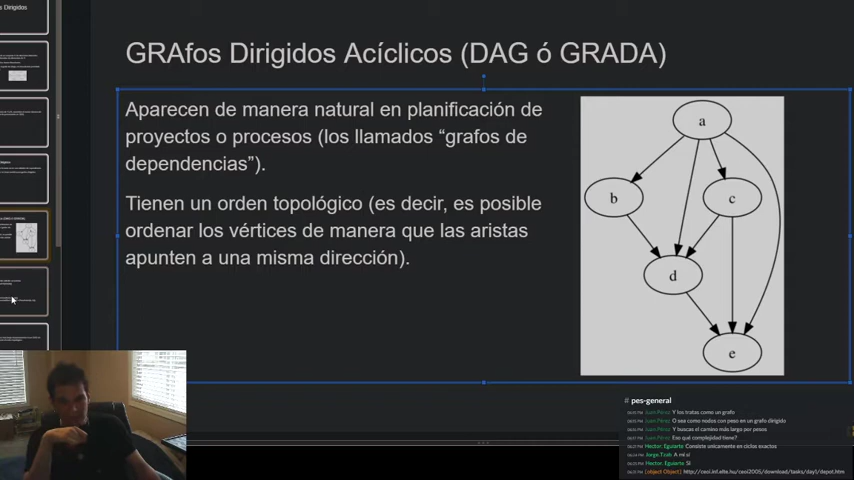 GRAfos Dirigidos Acíclicos (DAG ó GRADA)
Aparecen de manera natural en planificación de
proyectos o procesos (los llamados “grafos de
dependencias”).
Tienen un orden topológico (es decir, es posible
ordenar los vértices de manera que las aristas
apunten a una misma dirección).
a
b
c
d
e
# pes-general
Juan.Pérez: Y los tratas como un grafo
Juan.Pérez: O sea como nodos con peso en un grafo dirigido
Juan.Pérez: Y buscas el camino más largo por pesos
Juan.Pérez: Eso qué complejidad tiene?
Hector. Eguiarte: Consiste unicamente en ciclos exactos
Jorge.Tzoh: A mi si
Hector. Eguiarte: SI
[object Object]: http://ceoi.inf.elte.hu/ceoi2005/download/tasks/day1/depot.htm